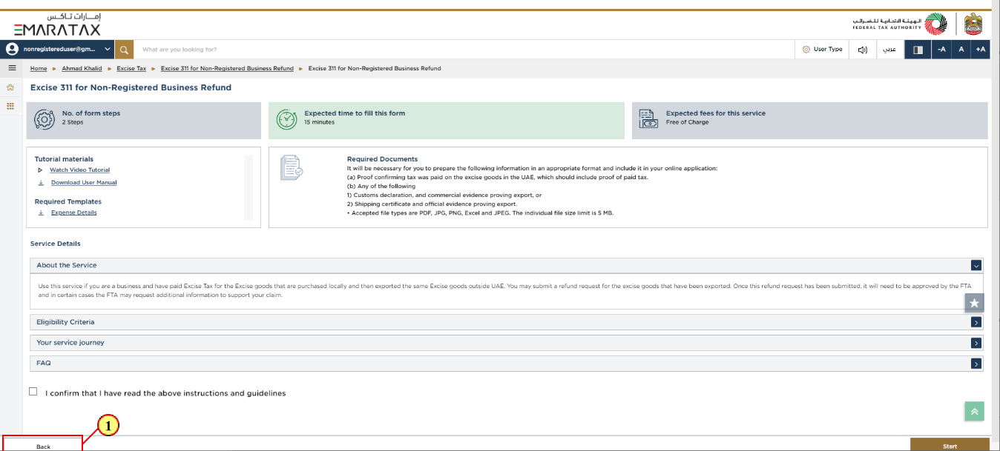 إمـــارات تـاكــس
EMARATAX
الهيئة الاتحادية للضرائب
FEDERAL TAX AUTHORITY
nonregistereduser@gm...
What are you looking for?
User Type
عربي
-A
A
+A
Home ▸ Ahmad Khalid ▸ Excise Tax ▸ Excise 311 for Non-Registered Business Refund ▸ Excise 311 for Non-Registered Business Refund
Excise 311 for Non-Registered Business Refund
No. of form steps
2 Steps
Expected time to fill this form
15 minutes
Expected fees for this service
Free of Charge
Tutorial materials
Watch Video Tutorial
Download User Manual
Required Templates
Expense Details
Required Documents
It will be necessary for you to prepare the following information in an appropriate format and include it in your online application:
(a) Proof confirming tax was paid on the excise goods in the UAE, which should include proof of paid tax.
(b) Any of the following
1) Customs declaration, and commercial evidence proving export, or
2) Shipping certificate and official evidence proving export.
• Accepted file types are PDF, JPG, PNG, Excel and JPEG. The individual file size limit is 5 MB.
Service Details
About the Service
Use this service if you are a business and have paid Excise Tax for the Excise goods that are purchased locally and then exported the same Excise goods outside UAE. You may submit a refund request for the excise goods that have been exported. Once this refund request has been submitted, it will need to be approved by the FTA
and in certain cases the FTA may request additional information to support your claim.
Eligibility Criteria
Your service journey
FAQ
I confirm that I have read the above instructions and guidelines
1
Back
Start